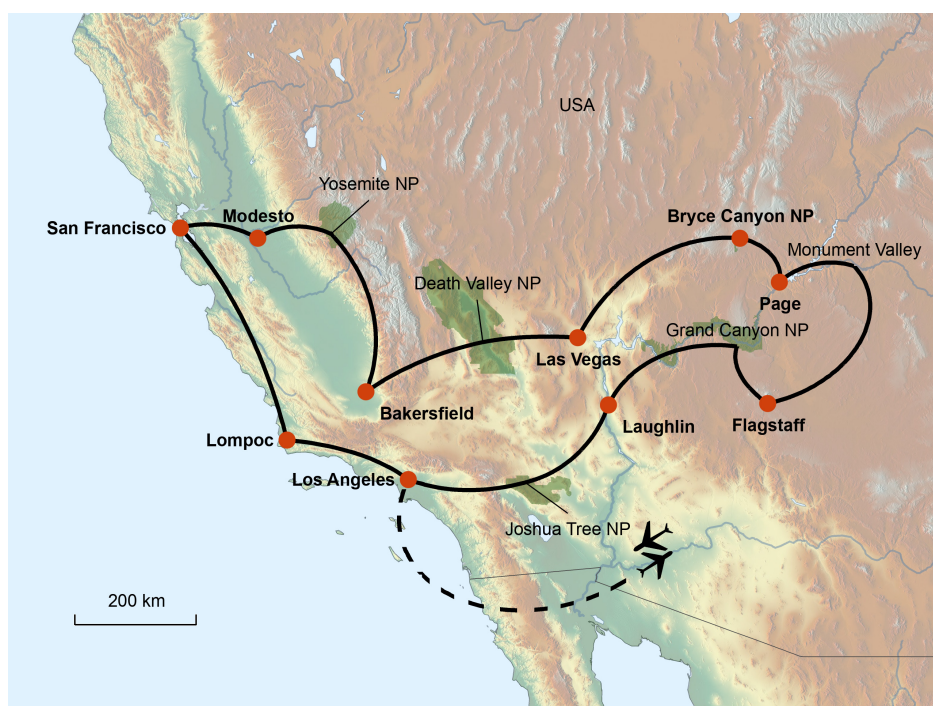 USA
Yosemite NP
Modesto
San Francisco
Bryce Canyon NP
Monument Valley
Death Valley NP
Page
Grand Canyon NP
Las Vegas
Bakersfield
Laughlin
Flagstaff
Lompoc
Los Angeles
Joshua Tree NP
200 km